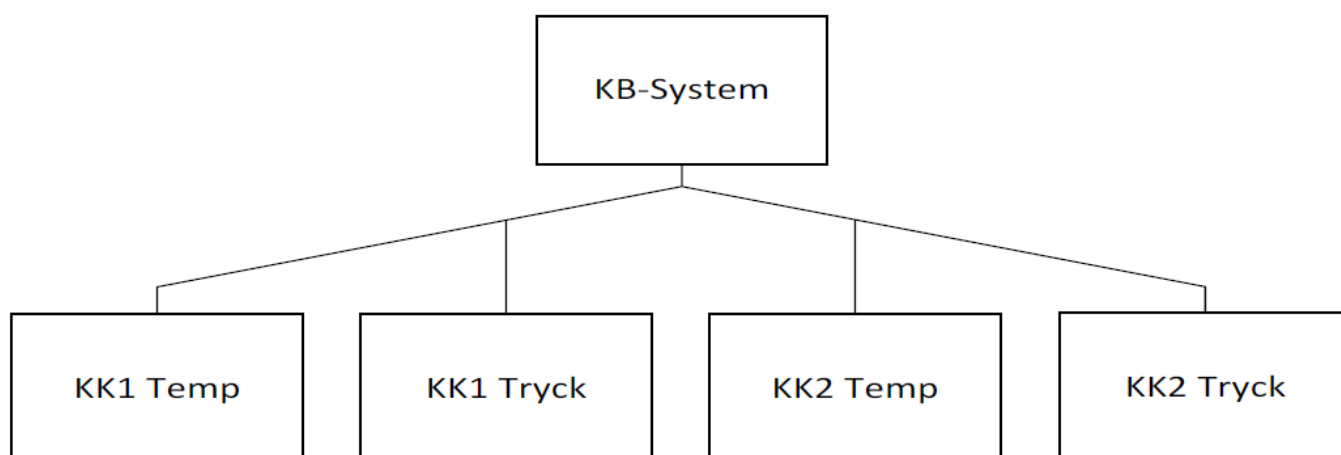 KB-System
KK1 Temp
KK1 Tryck
KK2 Temp
KK2 Tryck